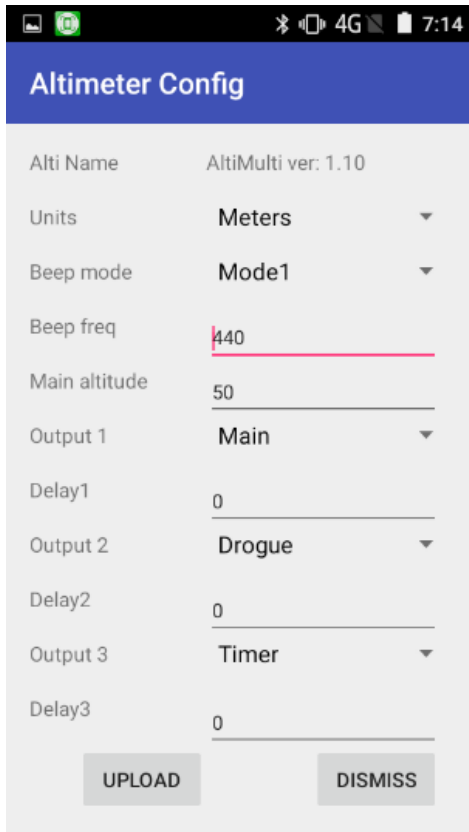 4G 7:14
Altimeter Config
Alti Name AltiMulti ver: 1.10
Units Meters
Beep mode Mode1
Beep freq 440
Main altitude 50
Output 1 Main
Delay1 0
Output 2 Drogue
Delay2 0
Output 3 Timer
Delay3 0
UPLOAD DISMISS